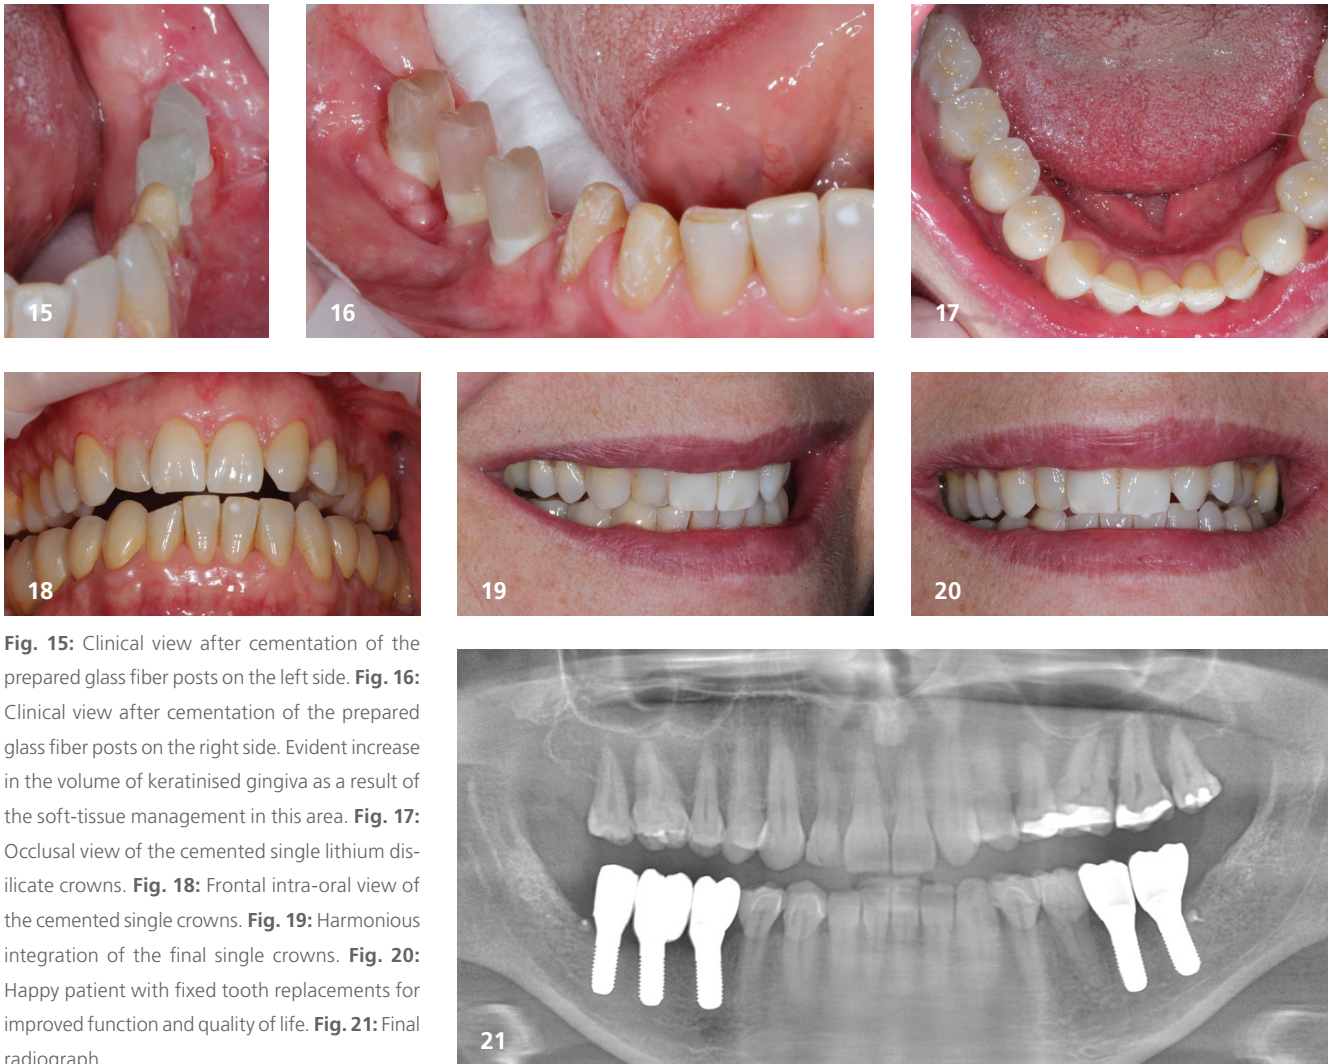 15
16
17
18
19
20
Fig. 15: Clinical view after cementation of the
prepared glass fiber posts on the left side. Fig. 16:
Clinical view after cementation of the prepared
glass fiber posts on the right side. Evident increase
in the volume of keratinised gingiva as a result of
the soft-tissue management in this area. Fig. 17:
Occlusal view of the cemented single lithium dis-
ilicate crowns. Fig. 18: Frontal intra-oral view of
the cemented single crowns. Fig. 19: Harmonious
integration of the final single crowns. Fig. 20:
Happy patient with fixed tooth replacements for
improved function and quality of life. Fig. 21: Final
radiograph.
21